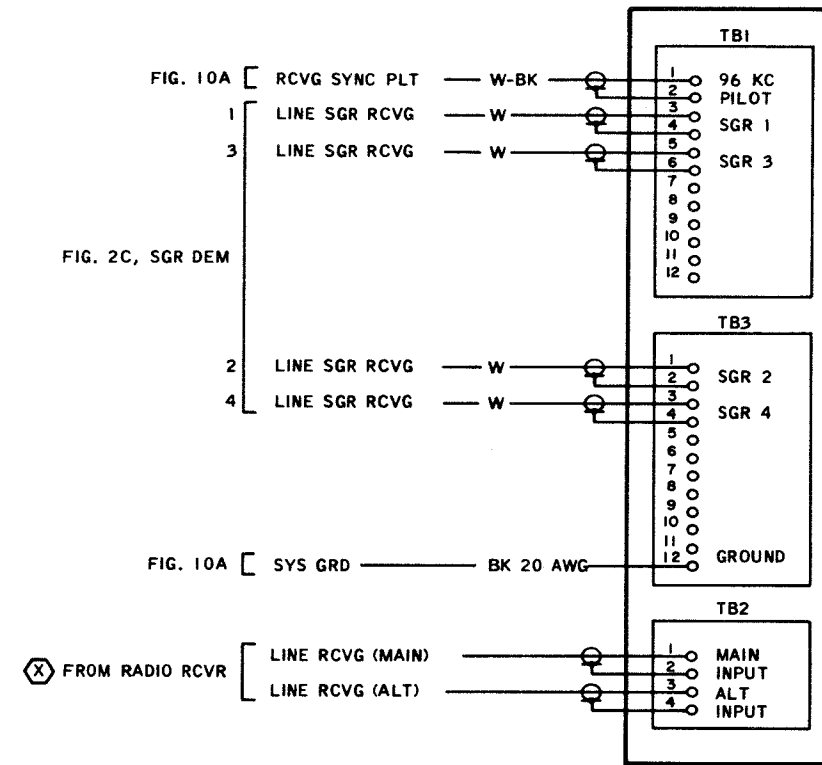 TB1
FIG. 10A [ RCVG SYNC PLT W-BK 1 96 KC
2 PILOT
1 LINE SGR RCVG W 3
4 SGR 1
3 LINE SGR RCVG W 5
6 SGR 3
7
8
9
10
11
12
FIG. 2C, SGR DEM
TB3
2 LINE SGR RCVG W 1
2 SGR 2
4 LINE SGR RCVG W 3
4 SGR 4
5
6
7
8
9
10
11
FIG. 10A [ SYS GRD BK 20 AWG 12 GROUND
TB2
X FROM RADIO RCVR
LINE RCVG (MAIN) 1 MAIN
2 INPUT
LINE RCVG (ALT) 3 ALT
4 INPUT